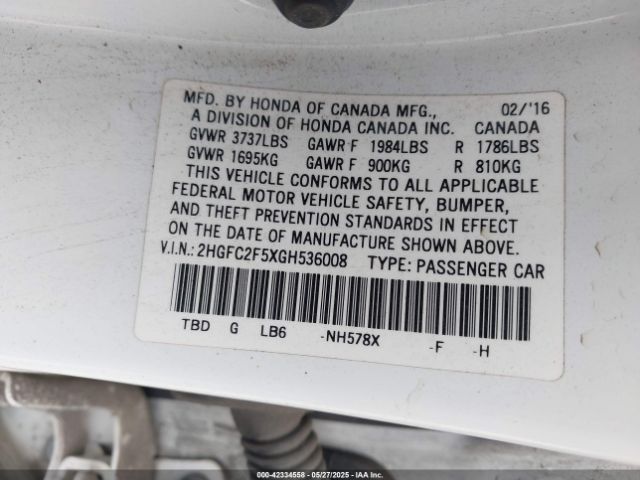 MFD. BY HONDA OF CANADA MFG., 02/'16
A DIVISION OF HONDA CANADA INC. CANADA
GVWR 3737LBS GAWR F 1984LBS R 1786LBS
GVWR 1695KG GAWR F 900KG R 810KG
THIS VEHICLE CONFORMS TO ALL APPLICABLE
FEDERAL MOTOR VEHICLE SAFETY, BUMPER,
AND THEFT PREVENTION STANDARDS IN EFFECT
ON THE DATE OF MANUFACTURE SHOWN ABOVE.
V.I.N.: 2HGFC2F5XGH536008 TYPE: PASSENGER CAR
TBD G LB6 -NH578X -F -H
000-42334558 - 05/27/2025 - IAAI